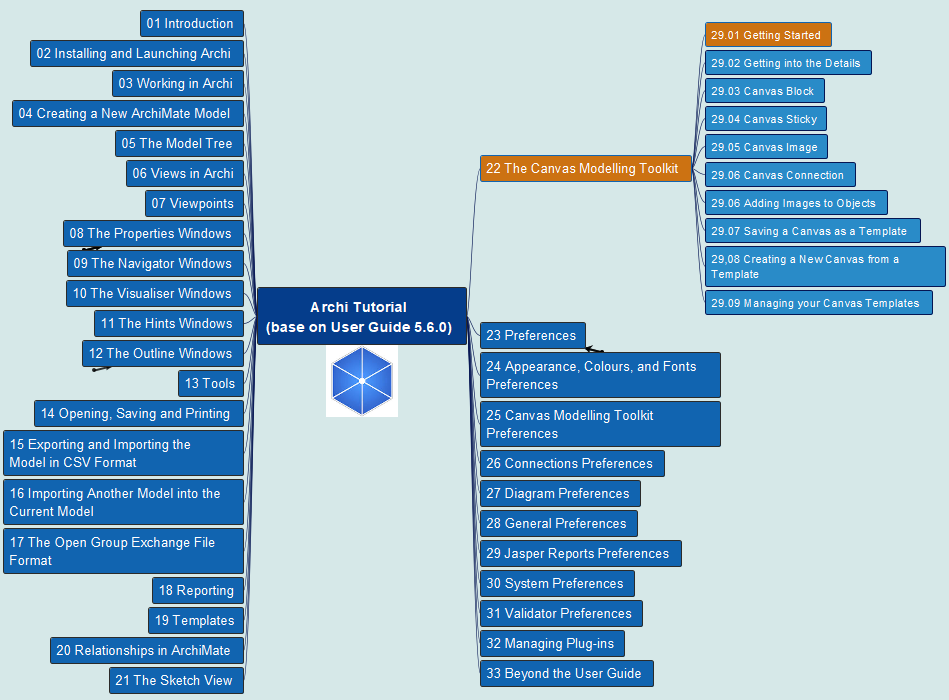 01 Introduction
02 Installing and Launching Archi
03 Working in Archi
04 Creating a New ArchiMate Model
05 The Model Tree
06 Views in Archi
07 Viewpoints
08 The Properties Windows
09 The Navigator Windows
10 The Visualiser Windows
11 The Hints Windows
12 The Outline Windows
13 Tools
14 Opening, Saving and Printing
15 Exporting and Importing the
Model in CSV Format
16 Importing Another Model into the
Current Model
17 The Open Group Exchange File
Format
18 Reporting
19 Templates
20 Relationships in ArchiMate
21 The Sketch View
Archi Tutorial
(base on User Guide 5.6.0)
22 The Canvas Modelling Toolkit
29.01 Getting Started
29.02 Getting into the Details
29.03 Canvas Block
29.04 Canvas Sticky
29.05 Canvas Image
29.06 Canvas Connection
29.06 Adding Images to Objects
29.07 Saving a Canvas as a Template
29,08 Creating a New Canvas from a
Template
29.09 Managing your Canvas Templates
23 Preferences
24 Appearance, Colours, and Fonts
Preferences
25 Canvas Modelling Toolkit
Preferences
26 Connections Preferences
27 Diagram Preferences
28 General Preferences
29 Jasper Reports Preferences
30 System Preferences
31 Validator Preferences
32 Managing Plug-ins
33 Beyond the User Guide